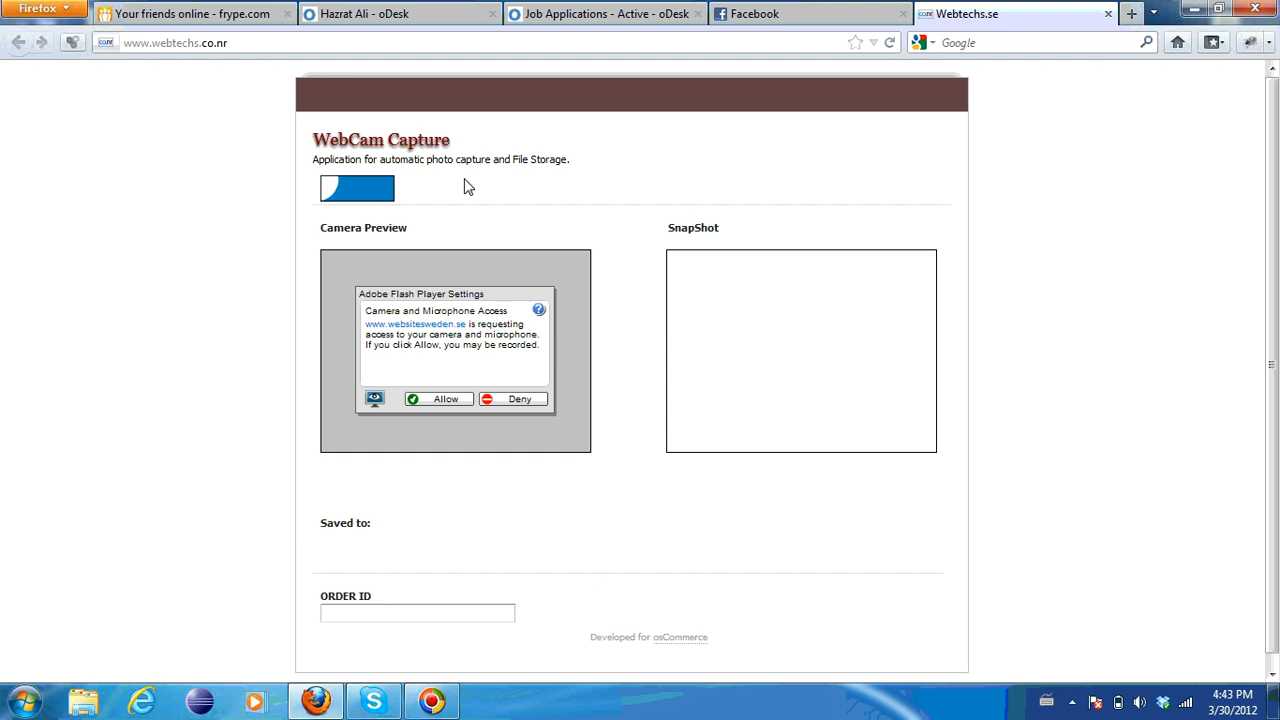 Firefox
Your friends online - frype.com
Hazrat Ali - oDesk
Job Applications - Active - oDesk
Facebook
Webtechs.se
www.webtechs.co.nr
Google
WebCam Capture
Application for automatic photo capture and File Storage.
Camera Preview
SnapShot
Adobe Flash Player Settings
Camera and Microphone Access
www.websitesweden.se is requesting
access to your camera and microphone.
If you click Allow, you may be recorded.
Allow
Deny
Saved to:
ORDER ID
Developed for osCommerce
4:43 PM
3/30/2012